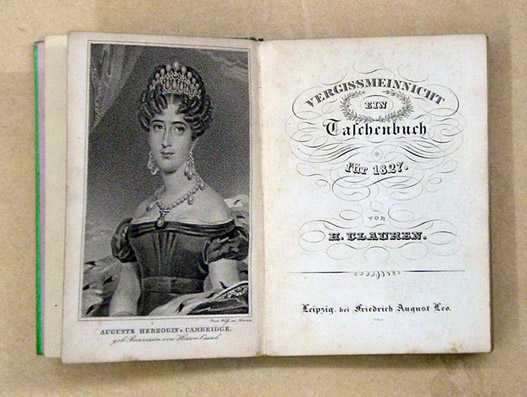 AUGUSTE HERZOGIN v. CAMBRIDGE,
geb. Prinzessin von Hessen-Cassel
VERGISSMEINNICHT
EIN
Taschenbuch
für 1827.
VON
H. CLAUREN.
Leipzig, bei Friedrich August Leo.